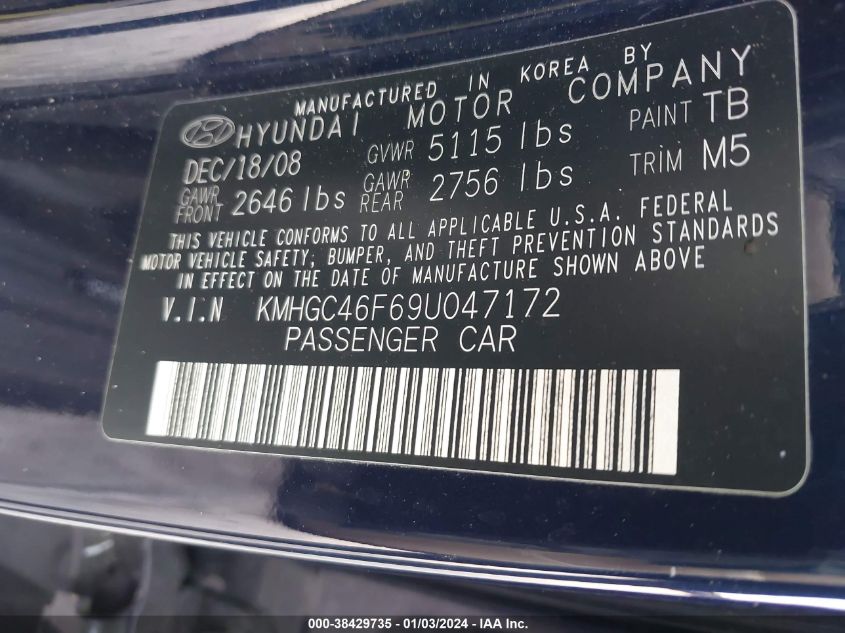 MANUFACTURED IN KOREA BY
HYUNDAI MOTOR COMPANY
DEC/18/08 GVWR 5115 lbs PAINT TB
GAWR FRONT 2646 lbs GAWR REAR 2756 lbs TRIM M5
THIS VEHICLE CONFORMS TO ALL APPLICABLE U.S.A. FEDERAL
MOTOR VEHICLE SAFETY, BUMPER, AND THEFT PREVENTION STANDARDS
IN EFFECT ON THE DATE OF MANUFACTURE SHOWN ABOVE
V.I.N KMHGC46F69U047172
PASSENGER CAR
000-38429735 - 01/03/2024 - IAA Inc.